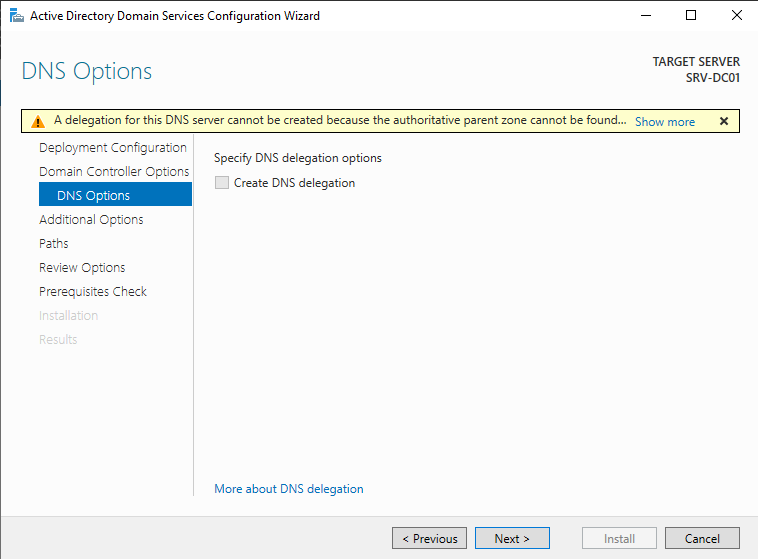 Active Directory Domain Services Configuration Wizard
DNS Options
TARGET SERVER
SRV-DC01
A delegation for this DNS server cannot be created because the authoritative parent zone cannot be found... Show more
Deployment Configuration
Domain Controller Options
DNS Options
Additional Options
Paths
Review Options
Prerequisites Check
Installation
Results
Specify DNS delegation options
Create DNS delegation
More about DNS delegation
< Previous
Next >
Install
Cancel